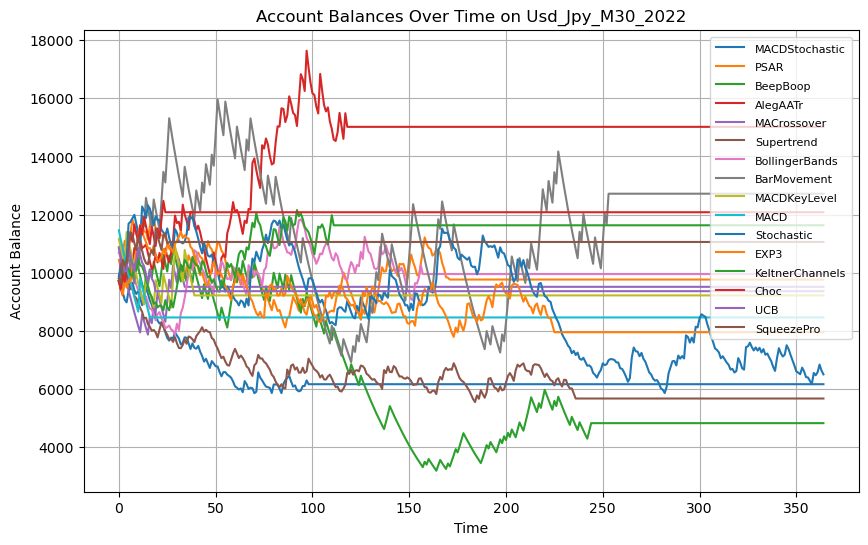 Account Balances Over Time on Usd_Jpy_M30_2022
18000
16000
14000
12000
10000
8000
6000
4000
Account Balance
0
50
100
150
200
250
300
350
Time
MACDStochastic
PSAR
BeepBoop
AlegAATr
MACrossover
Supertrend
BollingerBands
BarMovement
MACDKeyLevel
MACD
Stochastic
EXP3
KeltnerChannels
Choc
UCB
SqueezePro